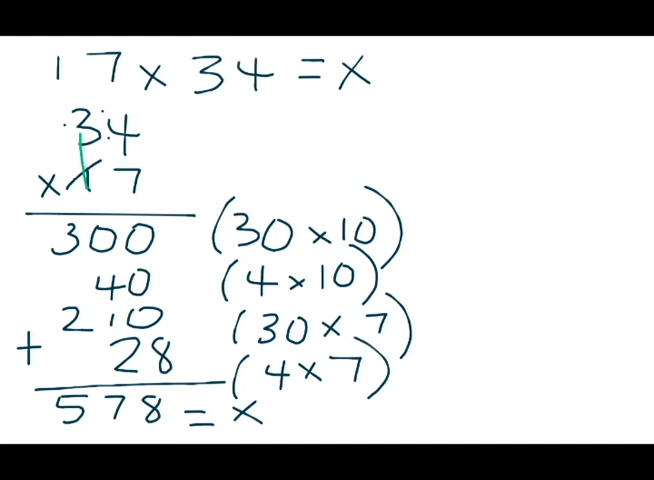 17 x 34 = x
34
x 17
300 (30 x 10)
40 (4 x 10)
210 (30 x 7)
+ 28 (4 x 7)
578 = x